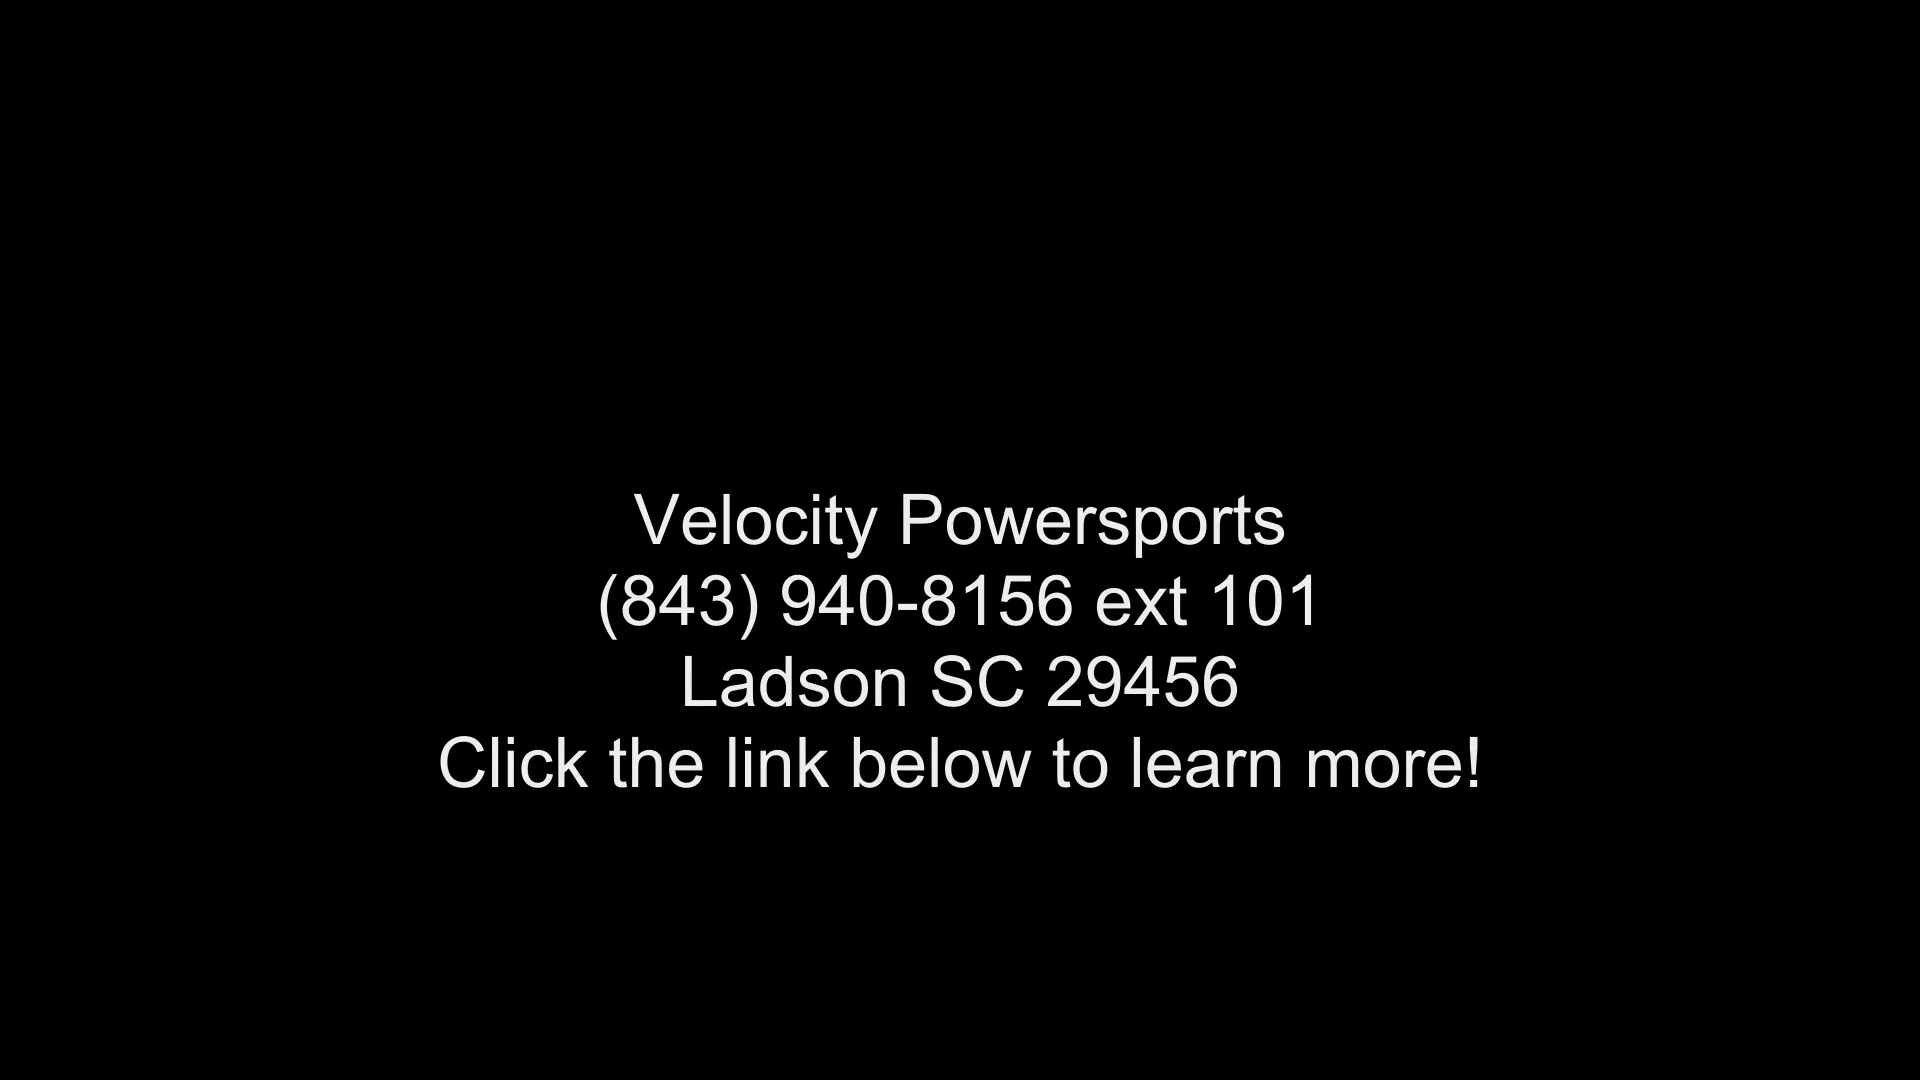 Velocity Powersports
(843) 940-8156 ext 101
Ladson SC 29456
Click the link below to learn more!